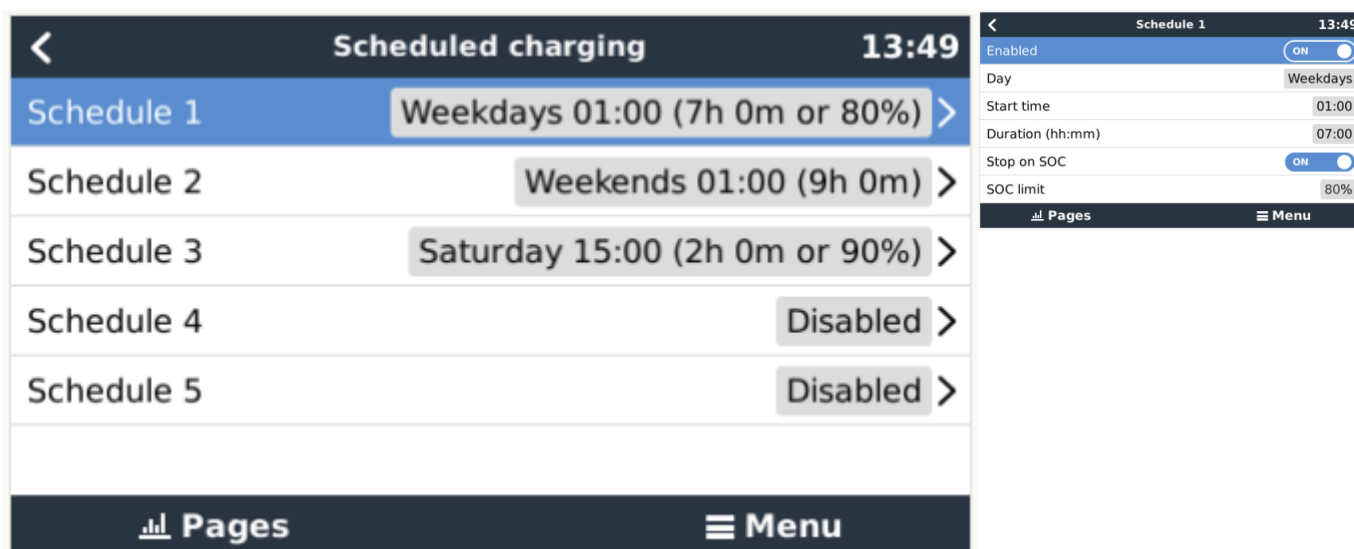 Scheduled charging 13:49
Schedule 1 Weekdays 01:00 (7h 0m or 80%)
Schedule 2 Weekends 01:00 (9h 0m)
Schedule 3 Saturday 15:00 (2h 0m or 90%)
Schedule 4 Disabled
Schedule 5 Disabled
Pages Menu
Schedule 1 13:49
Enabled ON
Day Weekdays
Start time 01:00
Duration (hh:mm) 07:00
Stop on SOC ON
SOC limit 80%
Pages Menu